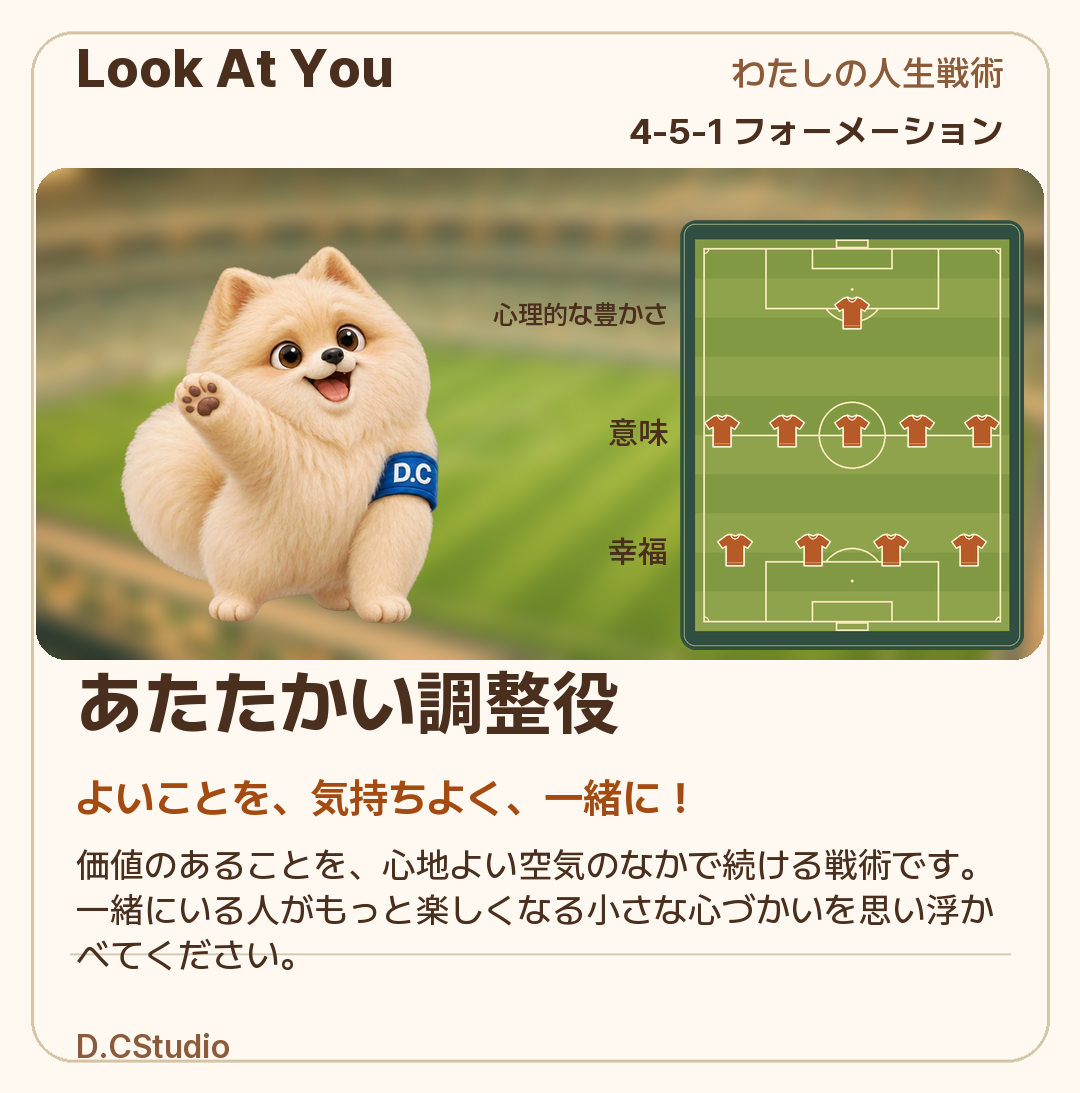 Look At You
わたしの人生戦術
4-5-1 フォーメーション
心理的な豊かさ
意味
幸福
D.C
あたたかい調整役
よいことを、気持ちよく、一緒に！
価値のあることを、心地よい空気のなかで続ける戦術です。
一緒にいる人がもっと楽しくなる小さな心づかいを思い浮か
べてください。
D.CStudio